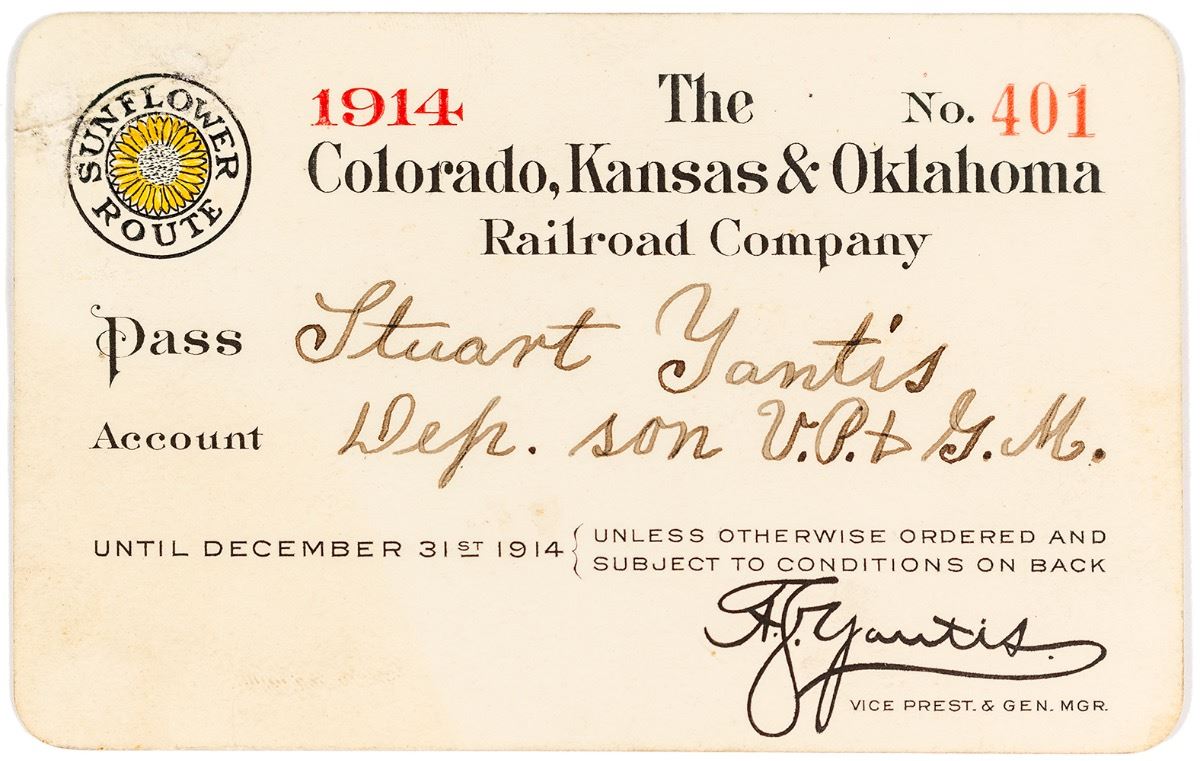 SUNFLOWER ROUTE
1914 The No. 401
Colorado, Kansas & Oklahoma
Railroad Company
Pass Stuart Yantis
Account Dep. son V.P. & G.M.
UNTIL DECEMBER 31ST 1914 { UNLESS OTHERWISE ORDERED AND
SUBJECT TO CONDITIONS ON BACK
A.J. Yantis.
VICE PREST. & GEN. MGR.